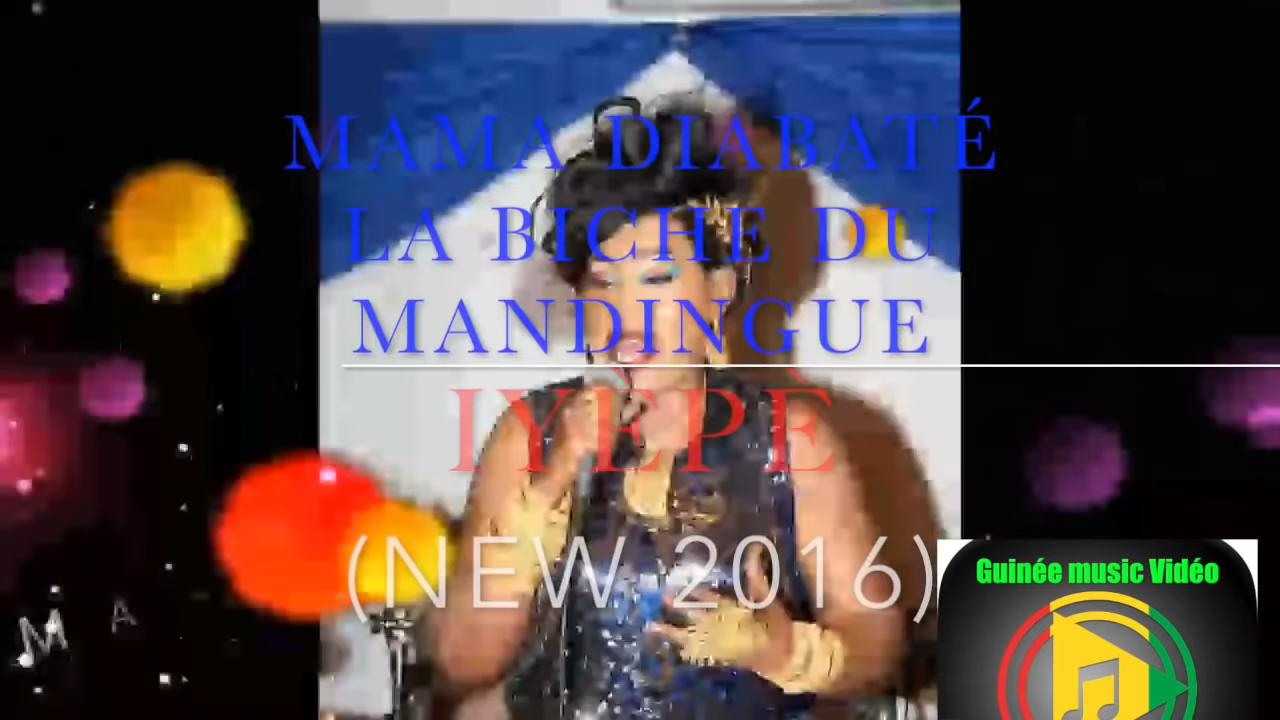 MAMA DIABATÉ
LA BICHE DU
MANDINGUE
IYÈPÈ
(NEW 2016)
Guinée music Vidéo
M A